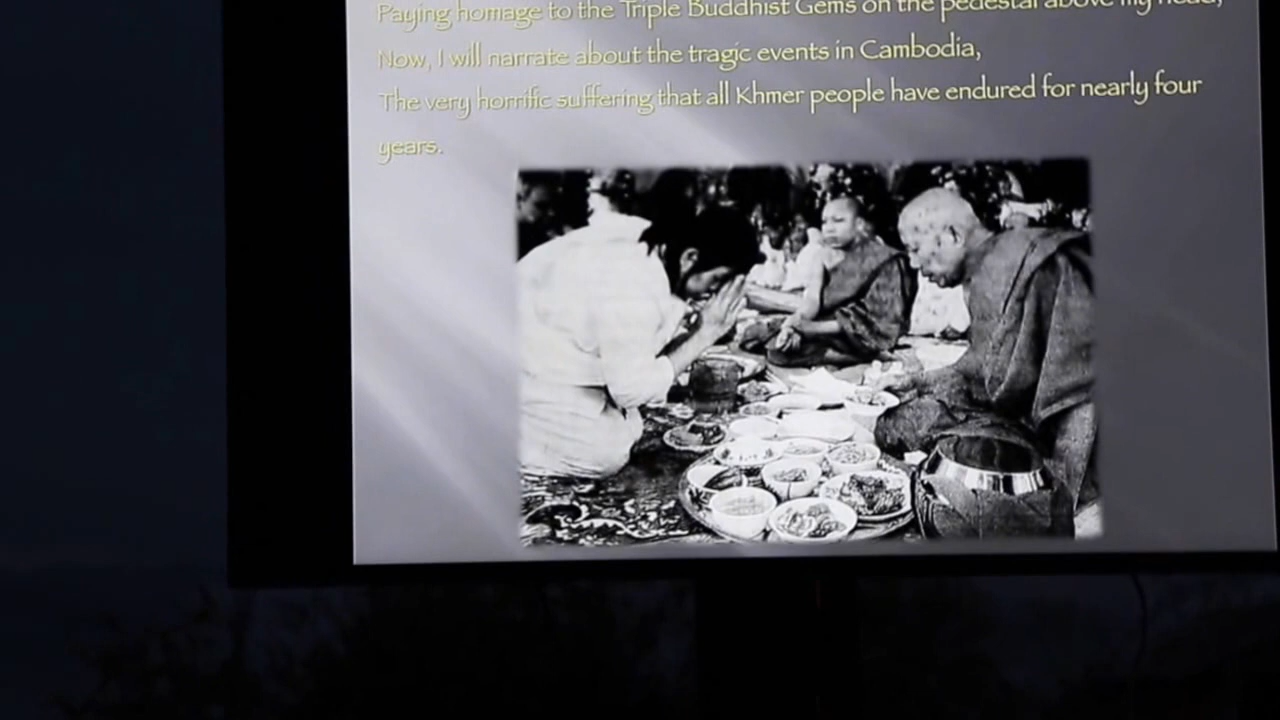 Paying homage to the Triple Buddhist Gems on the pedestal above my head,
Now, I will narrate about the tragic events in Cambodia,
The very horrific suffering that all Khmer people have endured for nearly four
years.